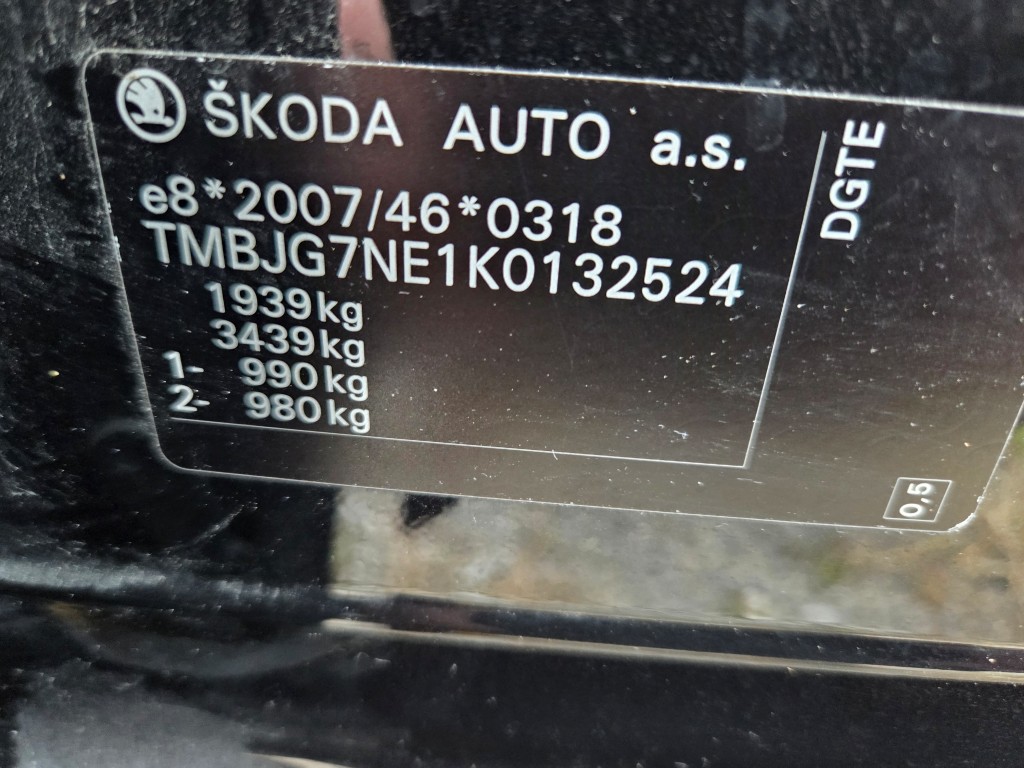 ŠKODA AUTO a.s.
e8*2007/46*0318
TMBJG7NE1K0132524
1939kg
3439kg
1- 990kg
2- 980kg
DGTE
0,5